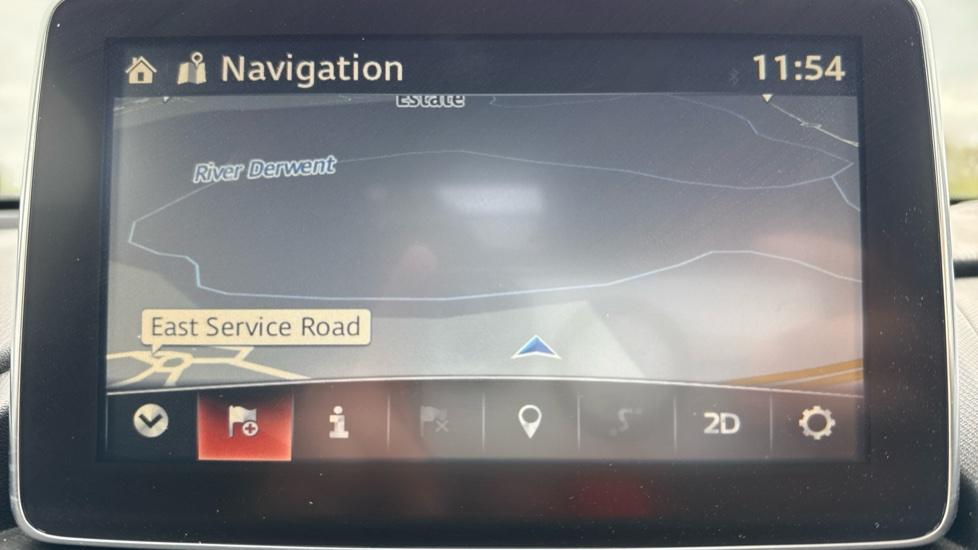 Navigation
11:54
Estate
River Derwent
East Service Road
2D